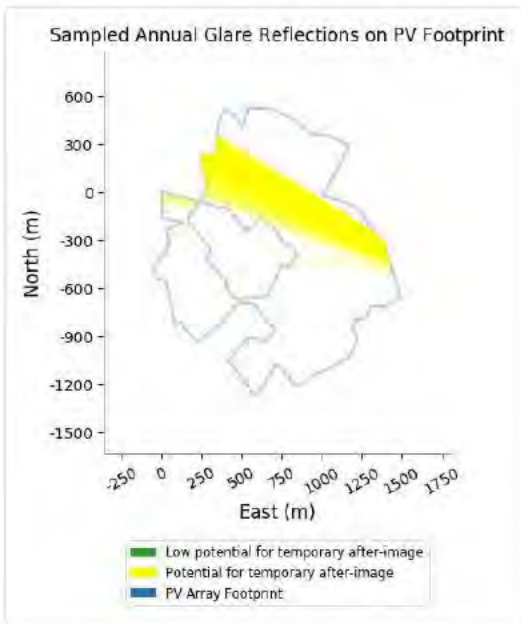 Sampled Annual Glare Reflections on PV Footprint
600
300
0
-300
-600
-900
-1200
-1500
North (m)
-250
0
250
500
750
1000
1250
1500
1750
East (m)
Low potential for temporary after-image
Potential for temporary after-image
PV Array Footprint